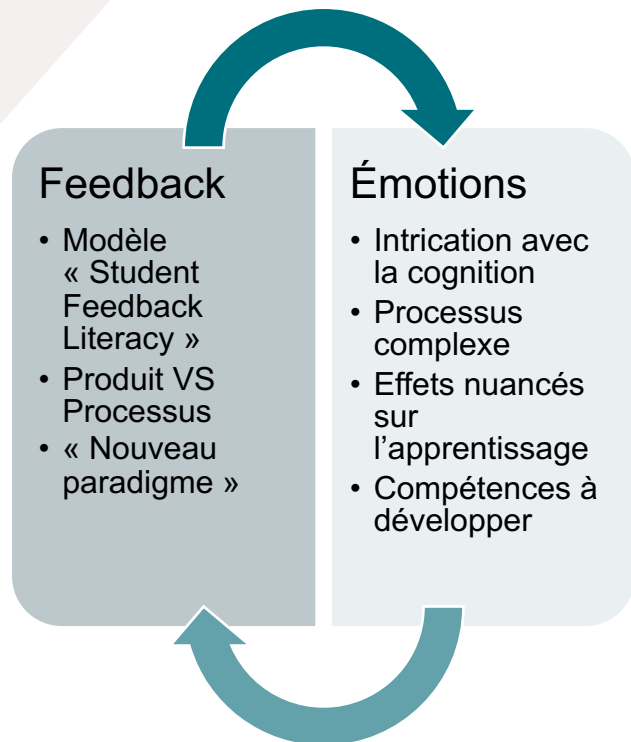 Feedback
• Modèle
« Student
Feedback
Literacy »
• Produit VS
Processus
• « Nouveau
paradigme »
Émotions
• Intrication avec
la cognition
• Processus
complexe
• Effets nuancés
sur
l’apprentissage
• Compétences à
développer